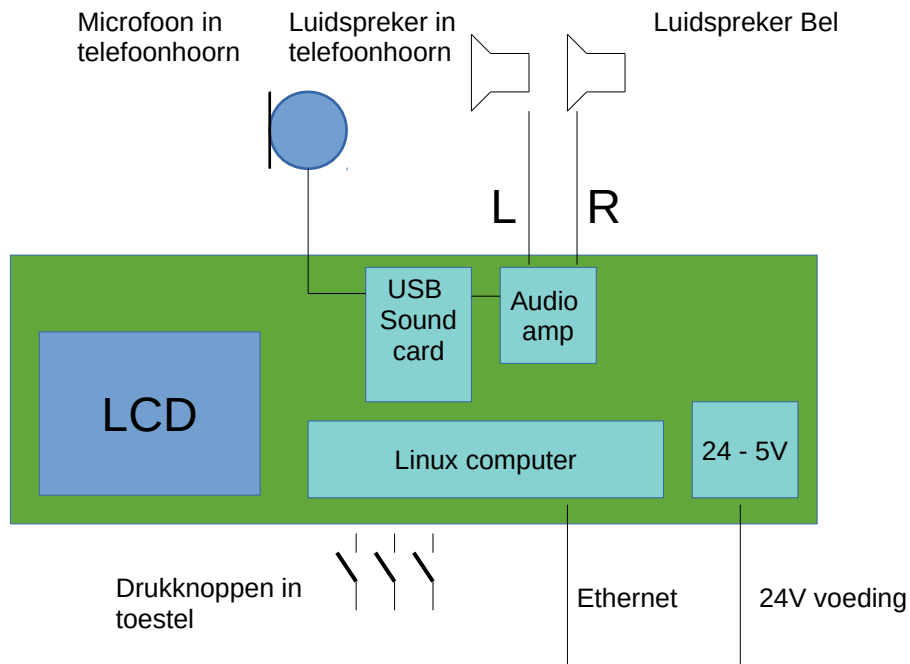 Microfoon in
telefoonhoorn
Luidspreker in
telefoonhoorn
Luidspreker Bel
L
R
USB
Sound
card
Audio
amp
LCD
Linux computer
24 - 5V
Drukknoppen in
toestel
Ethernet
24V voeding